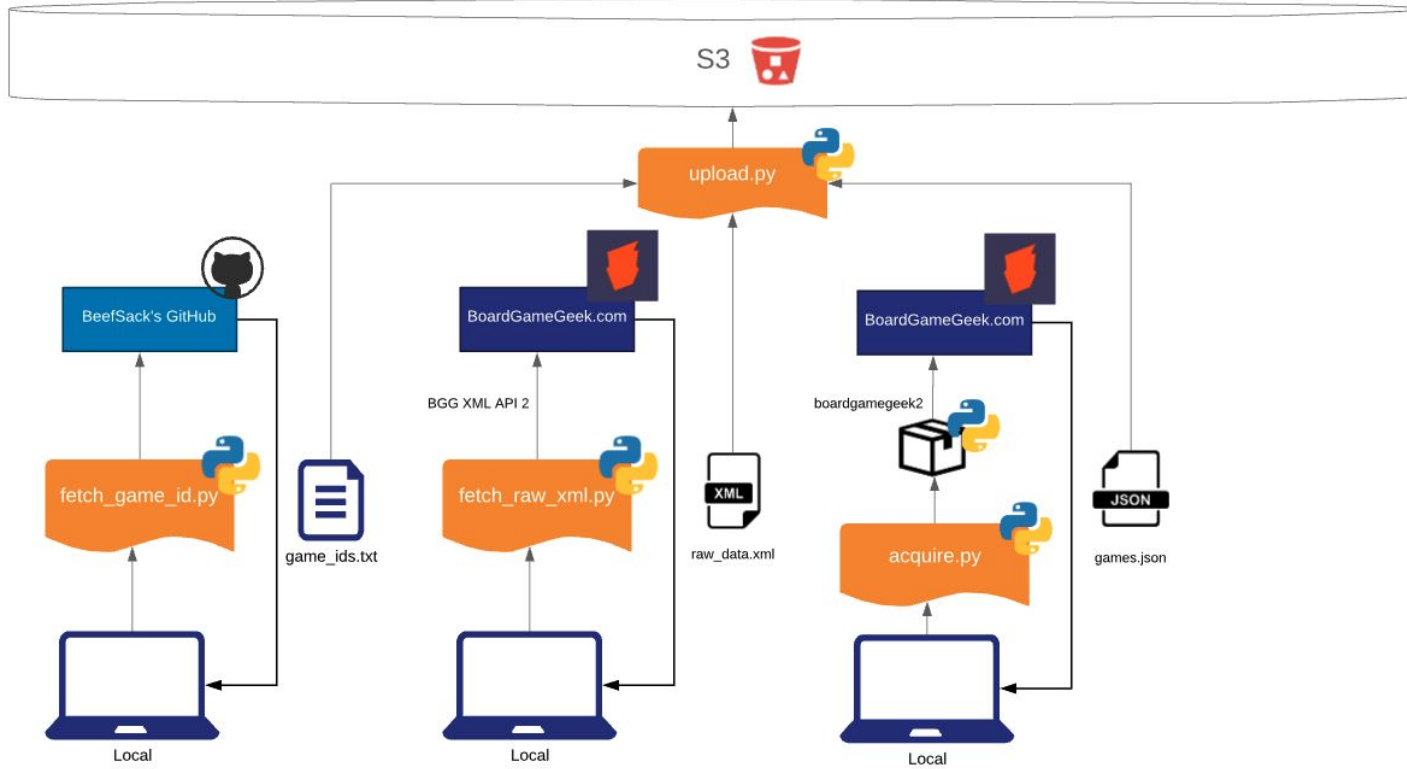 S3
upload.py
BeefSack's GitHub
BoardGameGeek.com
BoardGameGeek.com
BGG XML API 2
boardgamegeek2
fetch_game_id.py
fetch_raw_xml.py
XML
JSON
game_ids.txt
raw_data.xml
acquire.py
games.json
Local
Local
Local